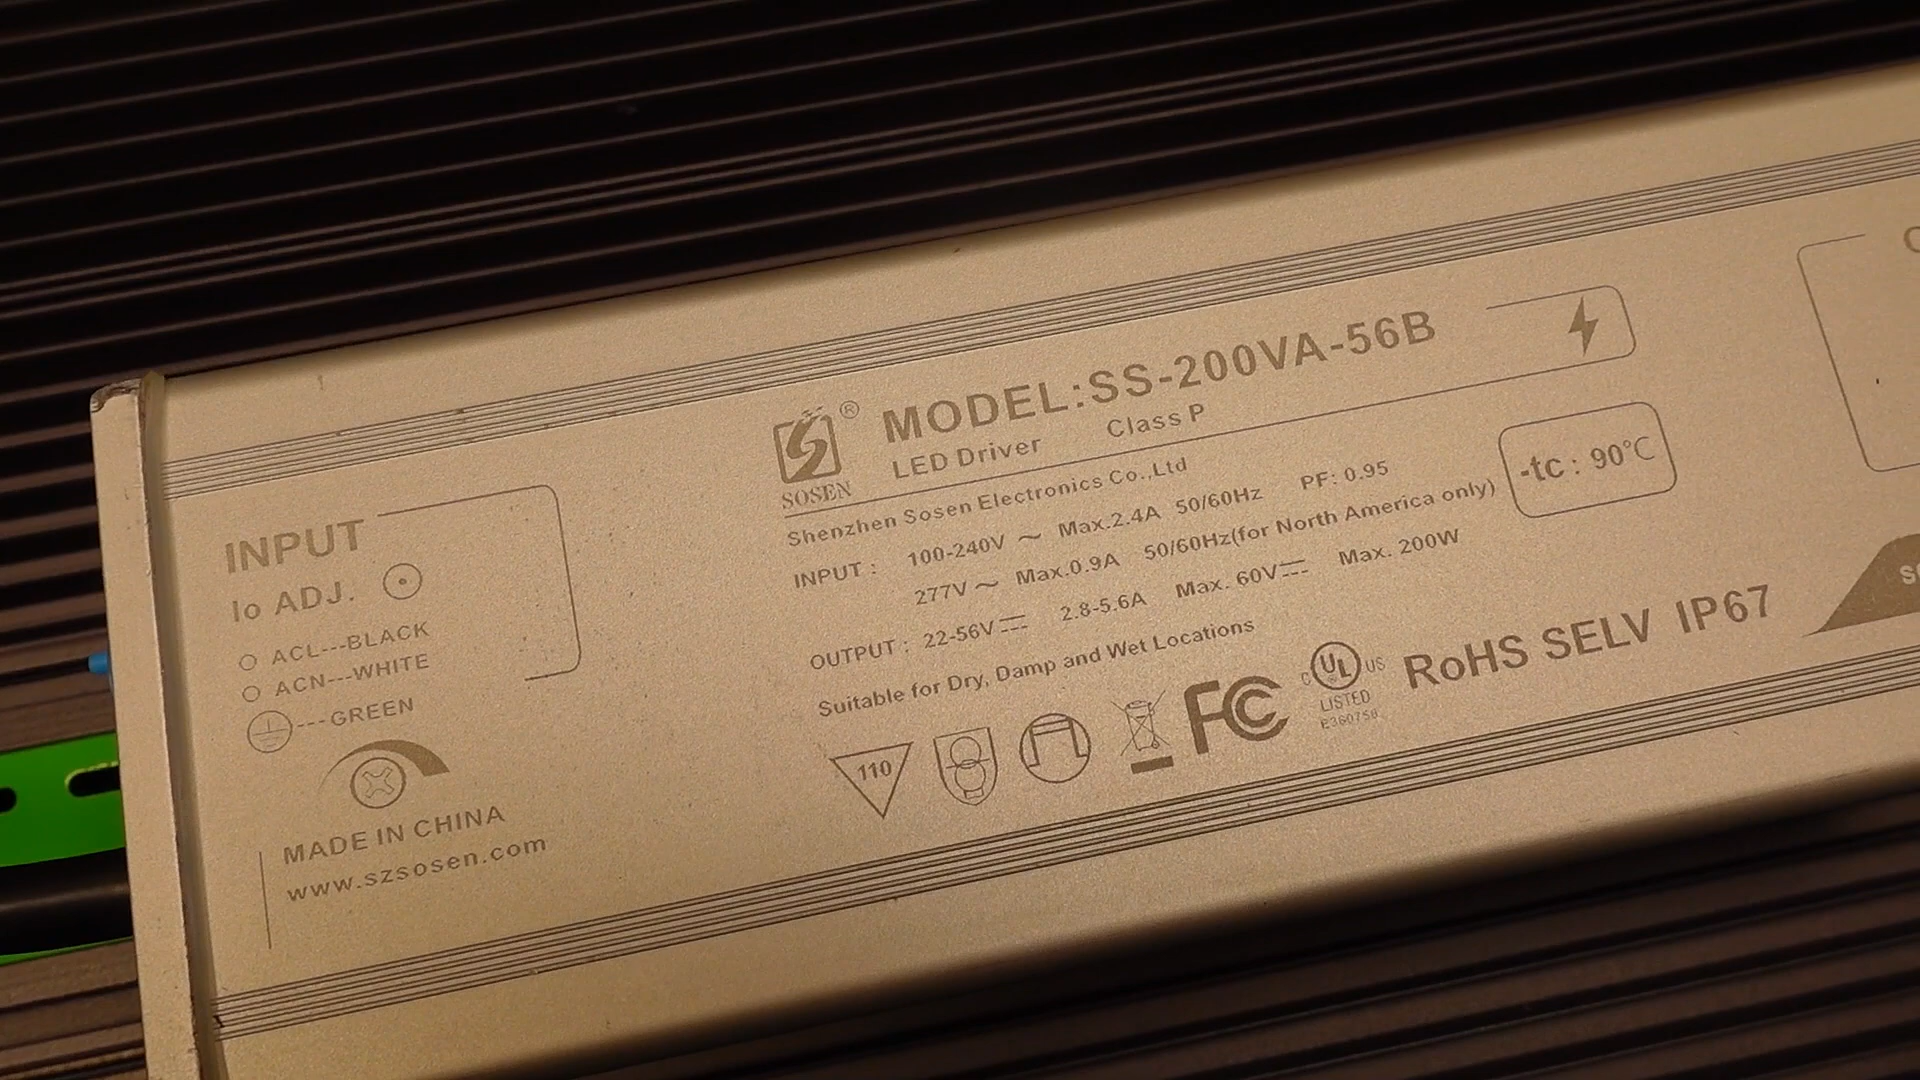 INPUT
Io ADJ.
ACL---BLACK
ACN---WHITE
---GREEN
MADE IN CHINA
www.szsosen.com
SOSEN ®
MODEL:SS-200VA-56B
LED Driver Class P
Shenzhen Sosen Electronics Co.,Ltd
INPUT : 100-240V ~ Max.2.4A 50/60Hz PF: 0.95
277V ~ Max.0.9A 50/60Hz(for North America only)
OUTPUT : 22-56V⎓ 2.8-5.6A Max. 60V⎓ Max. 200W
Suitable for Dry, Damp and Wet Locations
-tc : 90℃
110
FC
C UL US
LISTED
E360758
RoHS SELV IP67